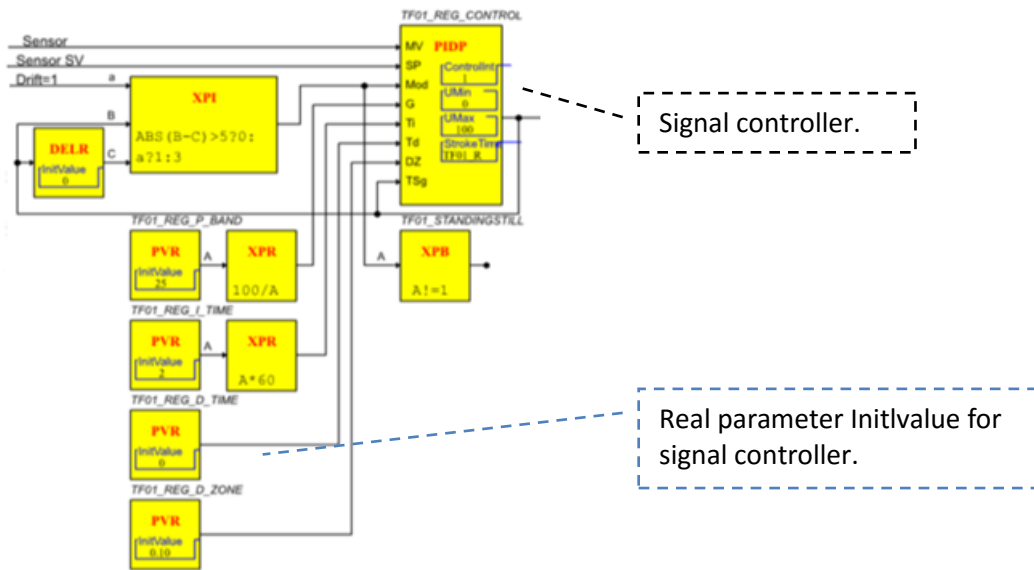 TF01_REG_CONTROL
Sensor
Sensor SV
Drift=1
a
B
C
XPI
ABS(B-C)>5?0:
a?1:3
DELR
InitValue
0
MV
PIDP
SP
Mod
G
Ti
Td
DZ
TSg
ControlInt
1
UMin
0
UMax
100
StrokeTime
TF01_R
Signal controller.
TF01_REG_P_BAND
PVR
InitValue
25
A
XPR
100/A
TF01_STANDINGSTILL
A
XPB
A!=1
TF01_REG_I_TIME
PVR
InitValue
2
A
XPR
A*60
TF01_REG_D_TIME
PVR
InitValue
0
Real parameter Initlvalue for
signal controller.
TF01_REG_D_ZONE
PVR
InitValue
0.10